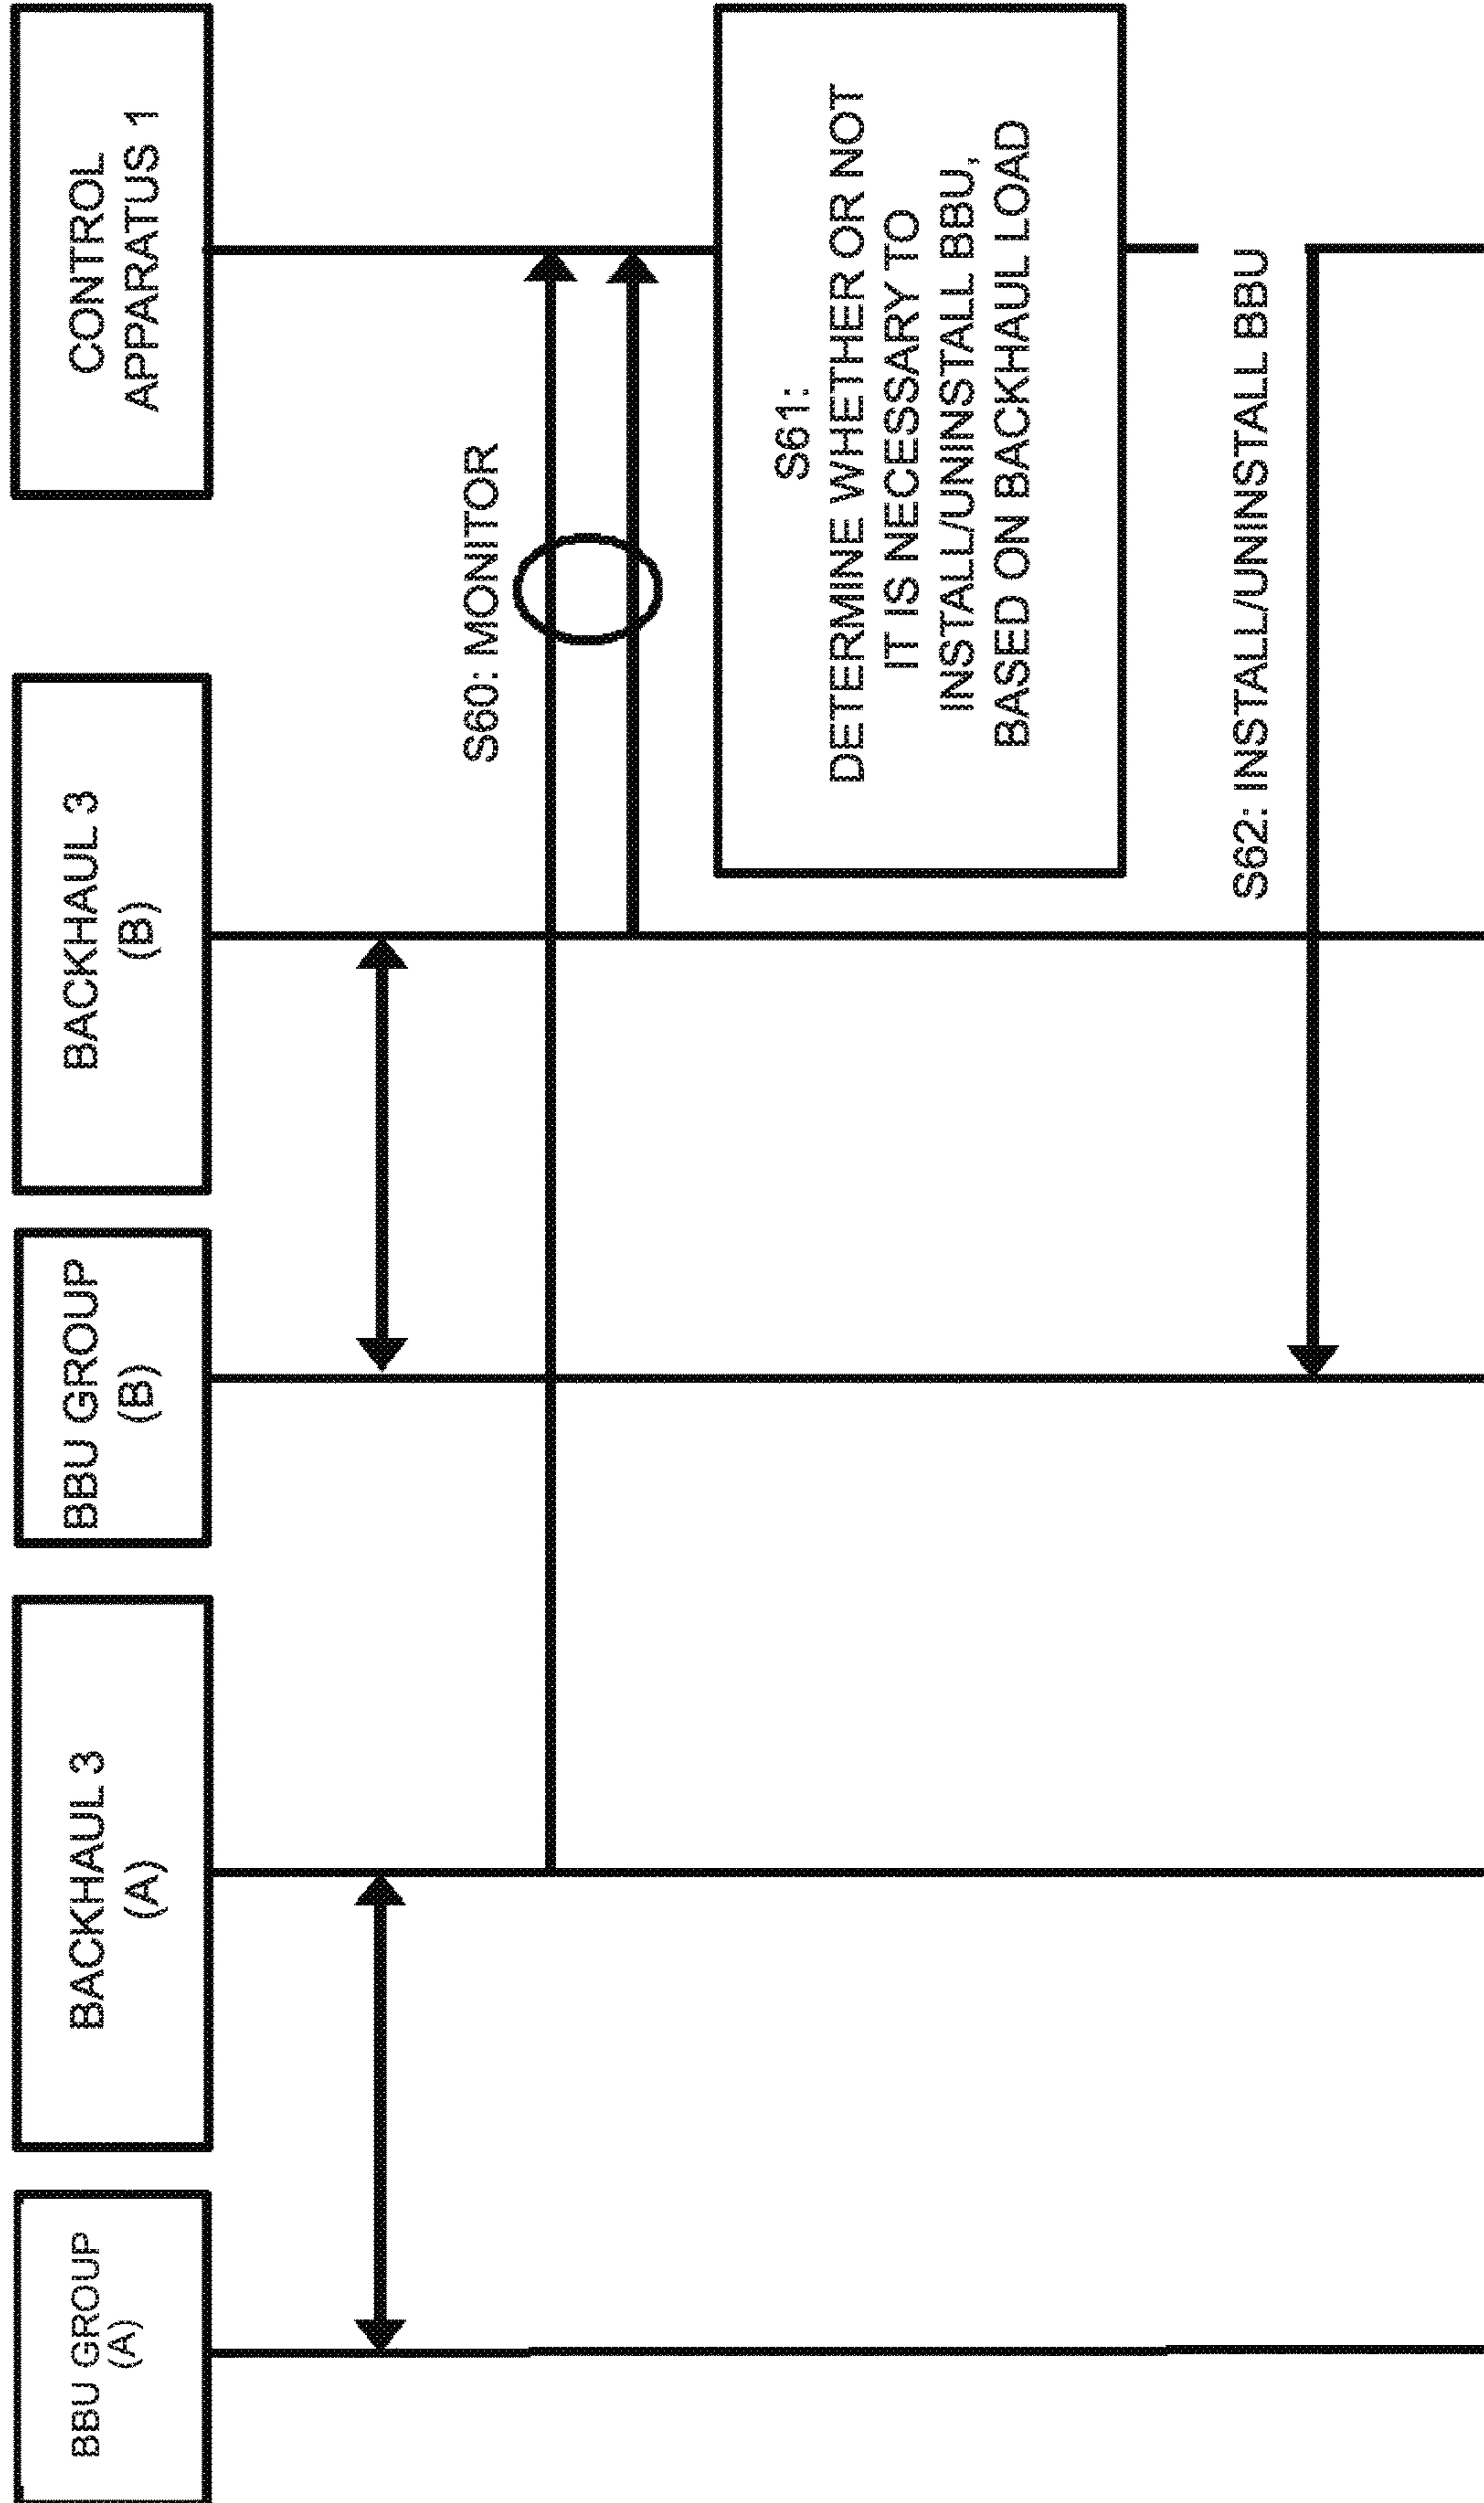 BBU GROUP
(A)
BACKHAUL 3
(A)
BBU GROUP
(B)
BACKHAUL 3
(B)
CONTROL
APPARATUS 1
S60: MONITOR
S61:
DETERMINE WHETHER OR NOT
IT IS NECESSARY TO
INSTALL/UNINSTALL BBU,
BASED ON BACKHAUL LOAD
S62: INSTALL/UNINSTALL BBU